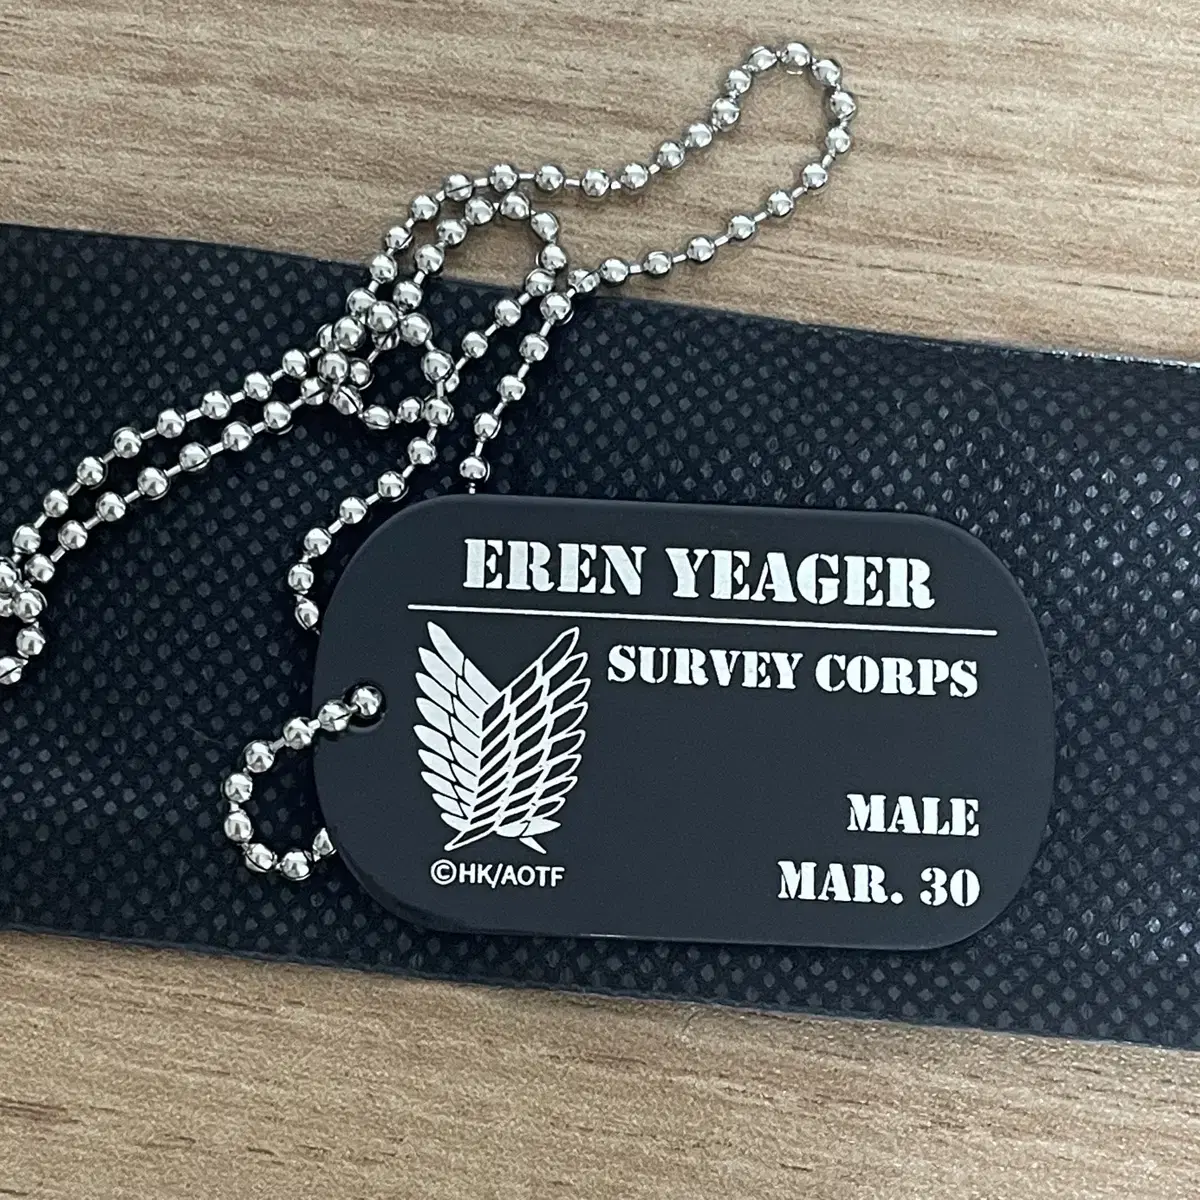 EREN YEAGER
SURVEY CORPS
MALE
MAR. 30
©HK/AOTF